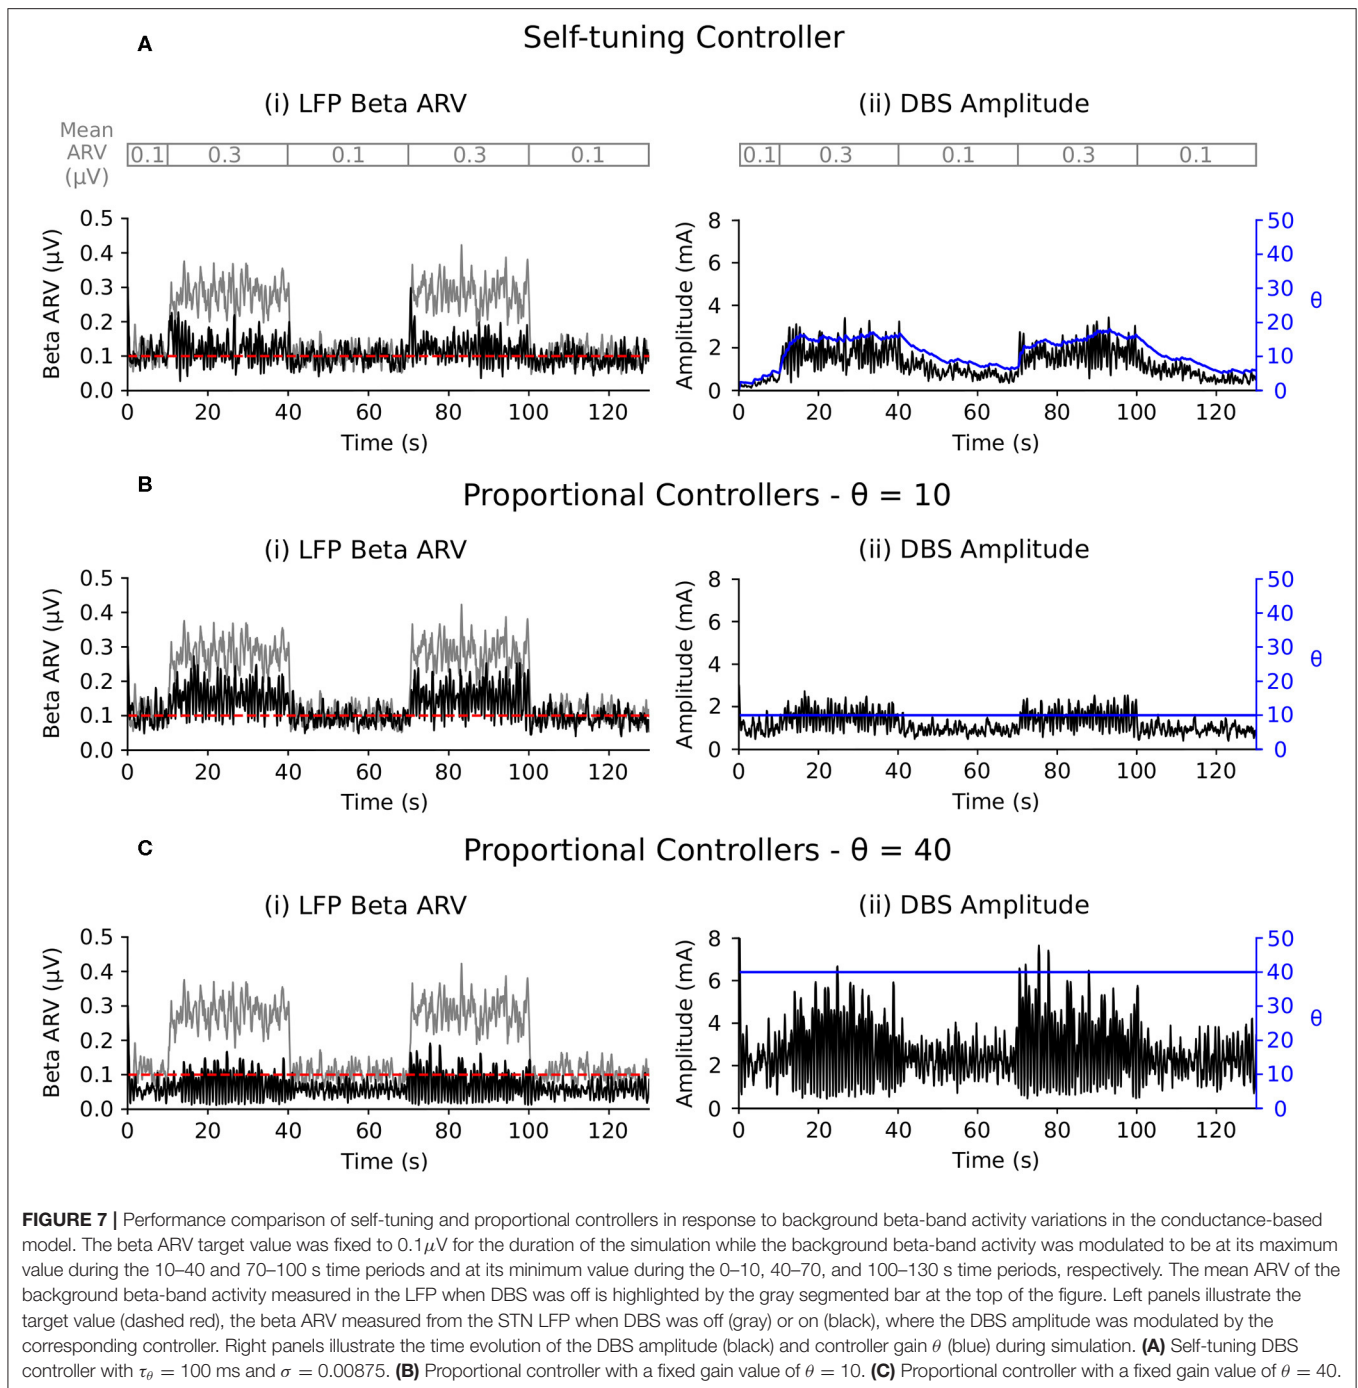 A
Self-tuning Controller
(i) LFP Beta ARV
(ii) DBS Amplitude
Mean
ARV
(μV)
0.1 0.3 0.1 0.3 0.1
0.1 0.3 0.1 0.3 0.1
Beta ARV (μV)
0.5
0.4
0.3
0.2
0.1
0.0
0 20 40 60 80 100 120
Time (s)
Amplitude (mA)
8
6
4
2
0
0 20 40 60 80 100 120
Time (s)
50
40
30
20
10
0
θ
B
Proportional Controllers - θ = 10
(i) LFP Beta ARV
(ii) DBS Amplitude
Beta ARV (μV)
0.5
0.4
0.3
0.2
0.1
0.0
0 20 40 60 80 100 120
Time (s)
Amplitude (mA)
8
6
4
2
0
0 20 40 60 80 100 120
Time (s)
50
40
30
20
10
0
θ
C
Proportional Controllers - θ = 40
(i) LFP Beta ARV
(ii) DBS Amplitude
Beta ARV (μV)
0.5
0.4
0.3
0.2
0.1
0.0
0 20 40 60 80 100 120
Time (s)
Amplitude (mA)
8
6
4
2
0
0 20 40 60 80 100 120
Time (s)
50
40
30
20
10
0
θ
FIGURE 7 | Performance comparison of self-tuning and proportional controllers in response to background beta-band activity variations in the conductance-based
model. The beta ARV target value was fixed to 0.1μV for the duration of the simulation while the background beta-band activity was modulated to be at its maximum
value during the 10–40 and 70–100 s time periods and at its minimum value during the 0–10, 40–70, and 100–130 s time periods, respectively. The mean ARV of the
background beta-band activity measured in the LFP when DBS was off is highlighted by the gray segmented bar at the top of the figure. Left panels illustrate the
target value (dashed red), the beta ARV measured from the STN LFP when DBS was off (gray) or on (black), where the DBS amplitude was modulated by the
corresponding controller. Right panels illustrate the time evolution of the DBS amplitude (black) and controller gain θ (blue) during simulation. (A) Self-tuning DBS
controller with τθ = 100 ms and σ = 0.00875. (B) Proportional controller with a fixed gain value of θ = 10. (C) Proportional controller with a fixed gain value of θ = 40.